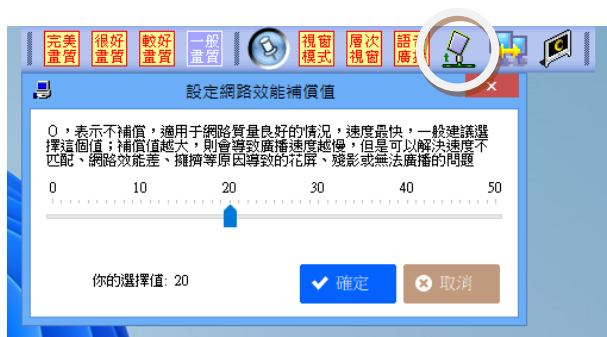 完美 很好 較好 一般 視窗 層次 語音
畫質 畫質 畫質 畫質 模式 視窗 廣播
設定網路效能補償值
0，表示不補償，適用于網路質量良好的情況，速度最快，一般建議選
擇這個值；補償值越大，則會導致廣播速度越慢，但是可以解決速度不
匹配、網路效能差、擁擠等原因導致的花屏、殘影或無法廣播的問題
0 10 20 30 40 50
你的選擇值: 20
確定 取消